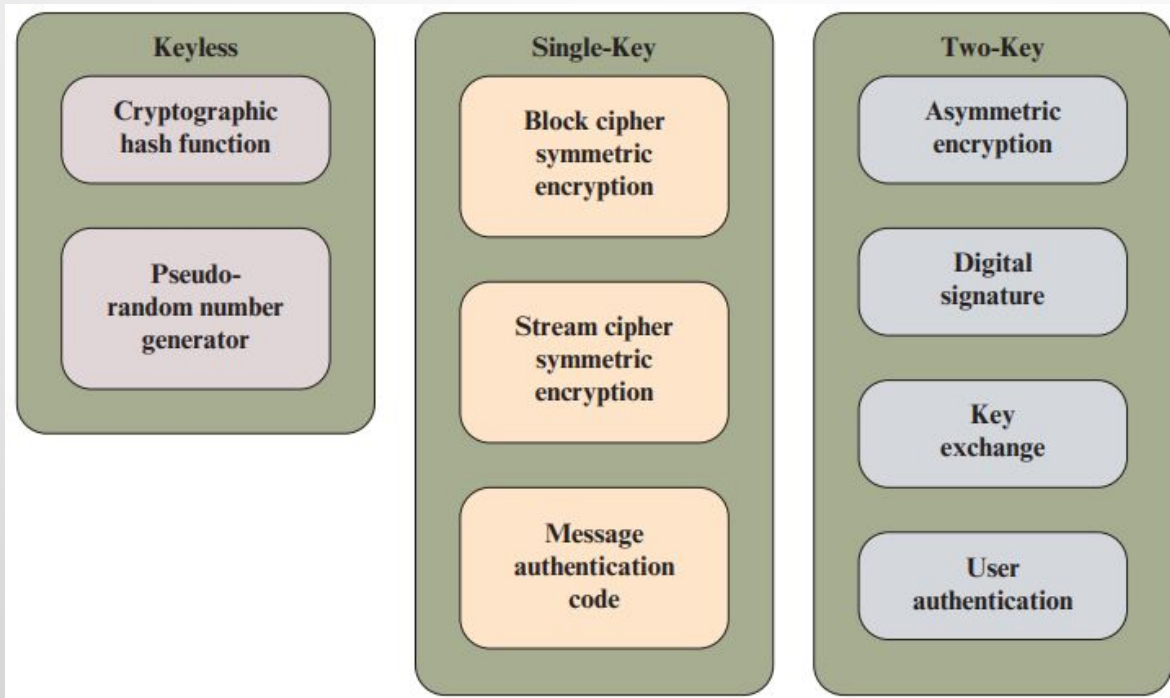 Keyless
Cryptographic
hash function
Pseudo-
random number
generator
Single-Key
Block cipher
symmetric
encryption
Stream cipher
symmetric
encryption
Message
authentication
code
Two-Key
Asymmetric
encryption
Digital
signature
Key
exchange
User
authentication